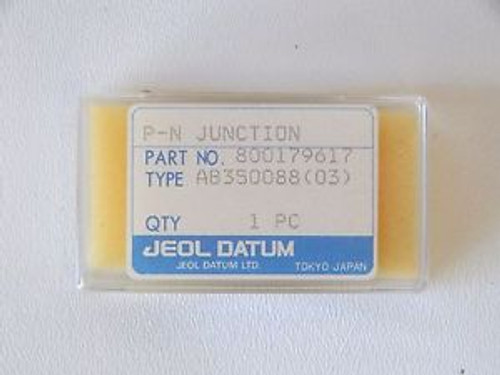 P-N JUNCTION
PART NO. 800179617
TYPE AB350088(03)
QTY 1 PC
JEOL DATUM
JEOL DATUM LTD. TOKYO JAPAN